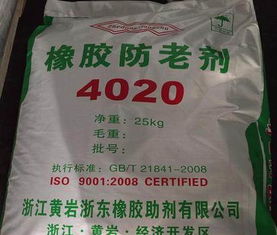 橡胶防老剂
4020
净重：25kg
毛重：
批号：
执行标准：GB/T 21841-2008
ISO 9001:2008 CERTIFIED
浙江黄岩浙东橡胶助剂有限公司
浙江·黄岩·经济开发区